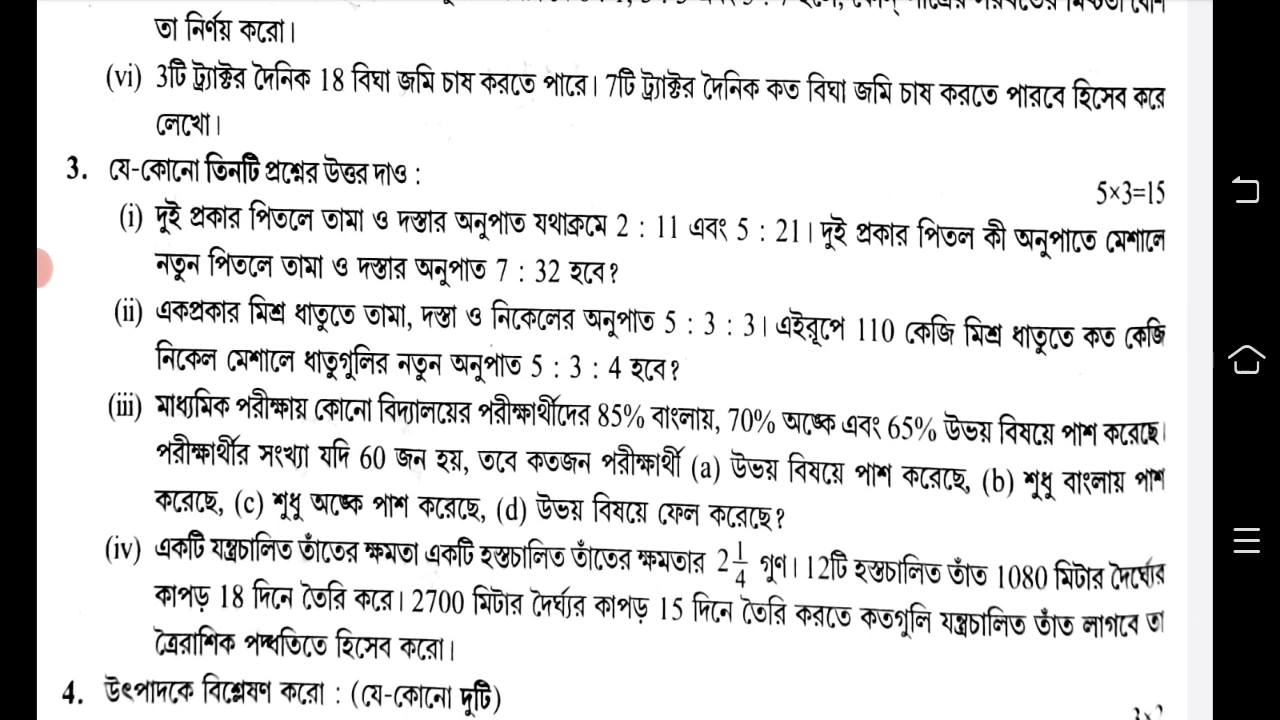 তা নির্ণয় করো।
(vi) 3টি ট্র্যাক্টর দৈনিক 18 বিঘা জমি চাষ করতে পারে। 7টি ট্র্যাক্টর দৈনিক কত বিঘা জমি চাষ করতে পারবে হিসেব করে
লেখো।
3. যে-কোনো তিনটি প্রশ্নের উত্তর দাও :
5×3=15
(i) দুই প্রকার পিতলে তামা ও দস্তার অনুপাত যথাক্রমে 2 : 11 এবং 5 : 21। দুই প্রকার পিতল কী অনুপাতে মেশালে
নতুন পিতলে তামা ও দস্তার অনুপাত 7 : 32 হবে?
(ii) একপ্রকার মিশ্র ধাতুতে তামা, দস্তা ও নিকেলের অনুপাত 5 : 3 : 3। এইরূপে 110 কেজি মিশ্র ধাতুতে কত কেজি
নিকেল মেশালে ধাতুগুলির নতুন অনুপাত 5 : 3 : 4 হবে?
(iii) মাধ্যমিক পরীক্ষায় কোনো বিদ্যালয়ের পরীক্ষার্থীদের 85% বাংলায়, 70% অঙ্কে এবং 65% উভয় বিষয়ে পাশ করেছে।
পরীক্ষার্থীর সংখ্যা যদি 60 জন হয়, তবে কতজন পরীক্ষার্থী (a) উভয় বিষয়ে পাশ করেছে, (b) শুধু বাংলায় পাশ
করেছে, (c) শুধু অঙ্কে পাশ করেছে, (d) উভয় বিষয়ে ফেল করেছে?
(iv) একটি যন্ত্রচালিত তাঁতের ক্ষমতা একটি হস্তচালিত তাঁতের ক্ষমতার 2 1/4 গুণ। 12টি হস্তচালিত তাঁত 1080 মিটার দৈর্ঘ্যের
কাপড় 18 দিনে তৈরি করে। 2700 মিটার দৈর্ঘ্যর কাপড় 15 দিনে তৈরি করতে কতগুলি যন্ত্রচালিত তাঁত লাগবে তা
ত্রৈরাশিক পদ্ধতিতে হিসেব করো।
4. উৎপাদকে বিশ্লেষণ করো : (যে-কোনো দুটি)